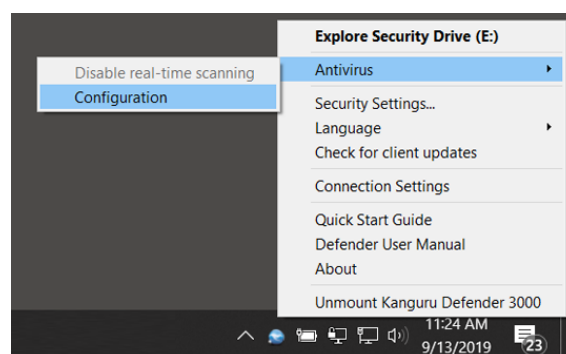 Explore Security Drive (E:)
Antivirus
Disable real-time scanning
Configuration
Security Settings...
Language
Check for client updates
Connection Settings
Quick Start Guide
Defender User Manual
About
Unmount Kanguru Defender 3000
11:24 AM
9/13/2019
23